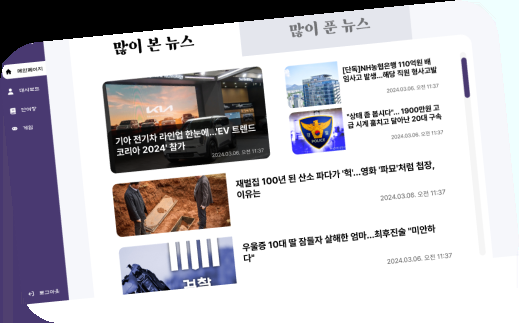 많이 본 뉴스
많이 푼 뉴스
메인페이지
대시보드
단어장
게임
로그아웃
KIA
기아 전기차 라인업 한눈에...'EV 트렌드
코리아 2024' 참가
2024.03.06. 오전 11:37
[단독]NH농협은행 110억원 배
임사고 발생...해당 직원 형사고발
2024.03.06. 오전 11:37
"상태 좀 봅시다"... 1900만원 고
급 시계 훔치고 달아난 20대 구속
2024.03.06. 오전 11:37
POLICE
재벌집 100년 된 산소 파다가 '헉'...영화 '파묘'처럼 첩장,
이유는
2024.03.06. 오전 11:37
우울증 10대 딸 잠들자 살해한 엄마...최후진술 "미안하
다"
2024.03.06. 오전 11:37
검찰